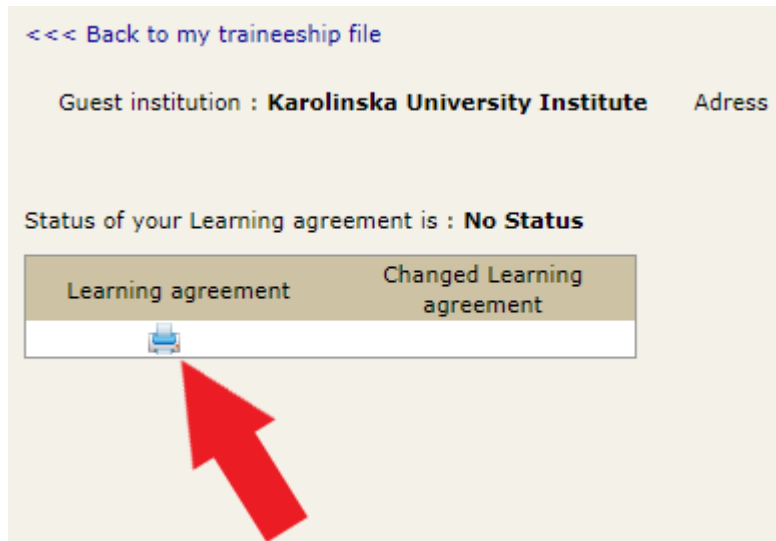 <<< Back to my traineeship file
Guest institution : Karolinska University Institute Adress
Status of your Learning agreement is : No Status
Learning agreement
Changed Learning
agreement